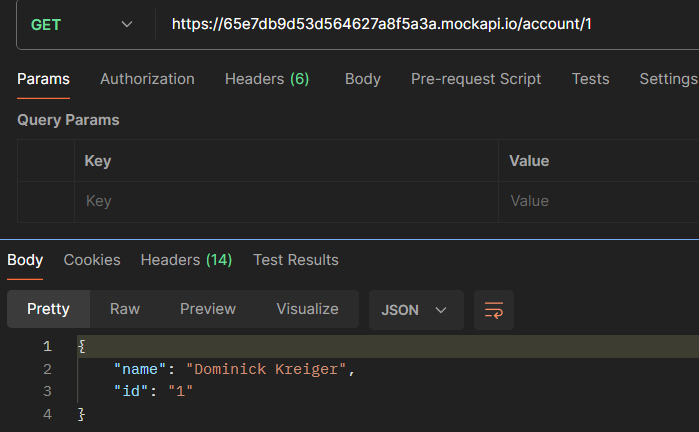 GET https://65e7db9d53d564627a8f5a3a.mockapi.io/account/1
Params Authorization Headers (6) Body Pre-request Script Tests Settings
Query Params
Key Value
Key Value
Body Cookies Headers (14) Test Results
Pretty Raw Preview Visualize JSON
1 {
2 "name": "Dominick Kreiger",
3 "id": "1"
4 }